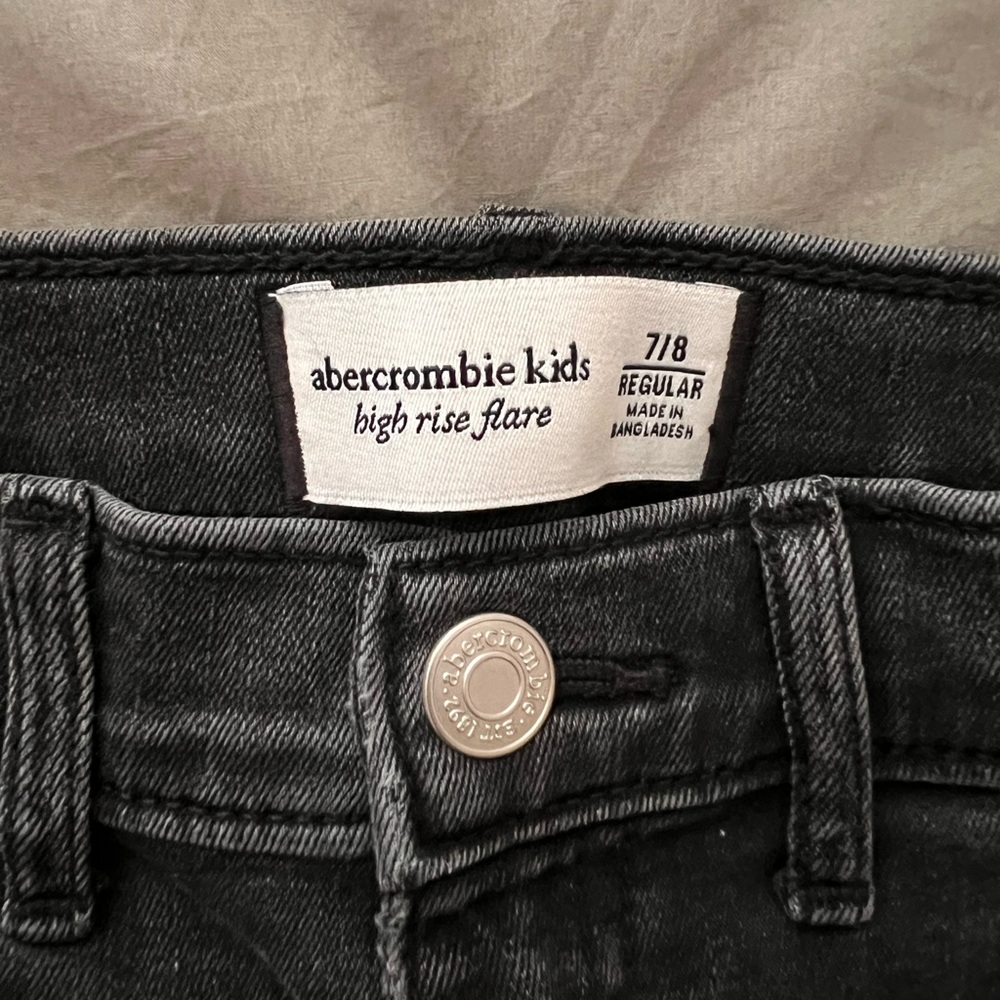 abercrombie kids
high rise flare
7/8
REGULAR
MADE IN
BANGLADESH
abercrombie · Est 1892 ·